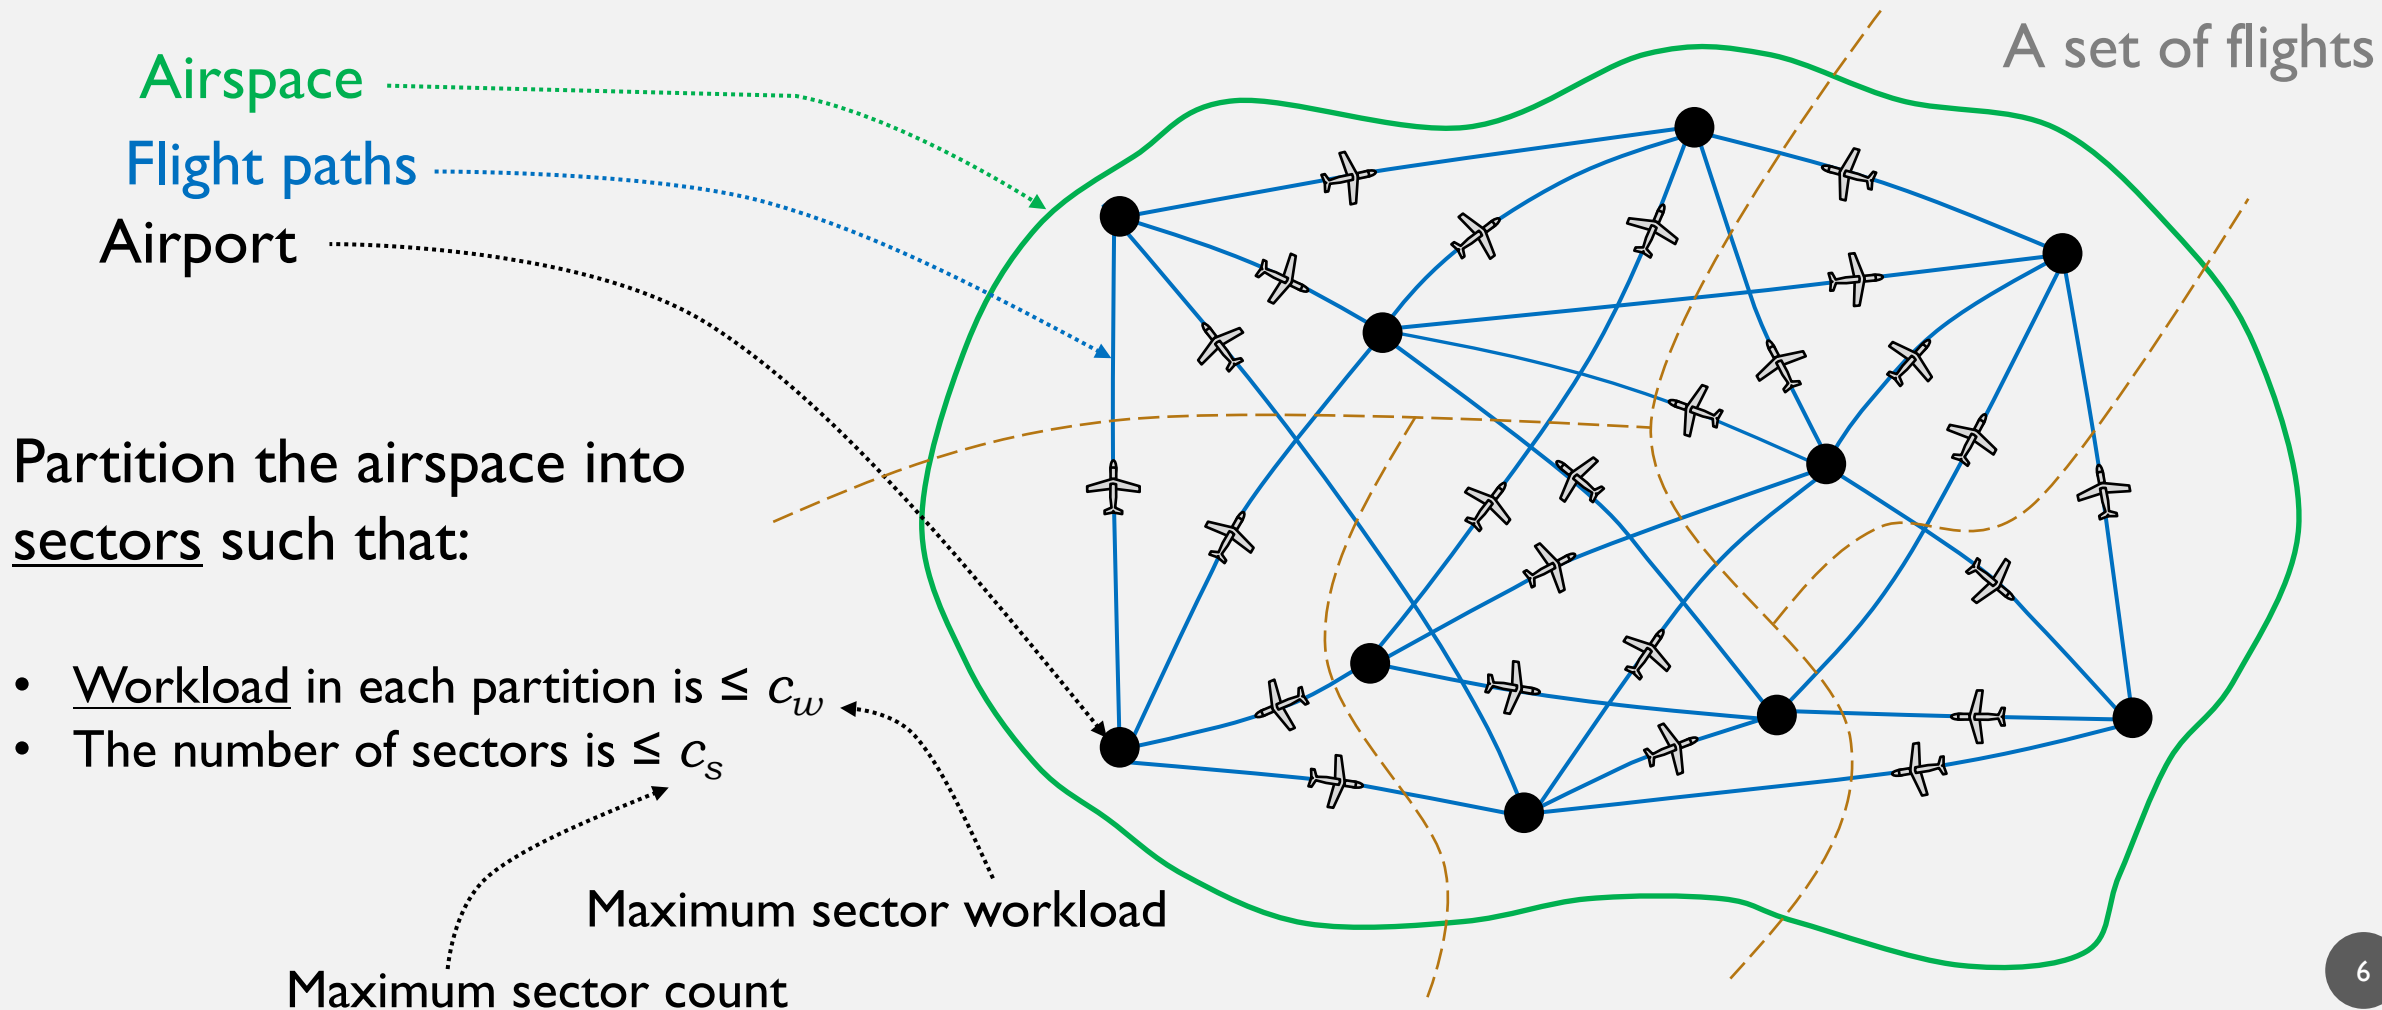 A set of flights
Airspace
Flight paths
Airport
Partition the airspace into
sectors such that:
• Workload in each partition is ≤ c_w
• The number of sectors is ≤ c_s
Maximum sector workload
Maximum sector count
6